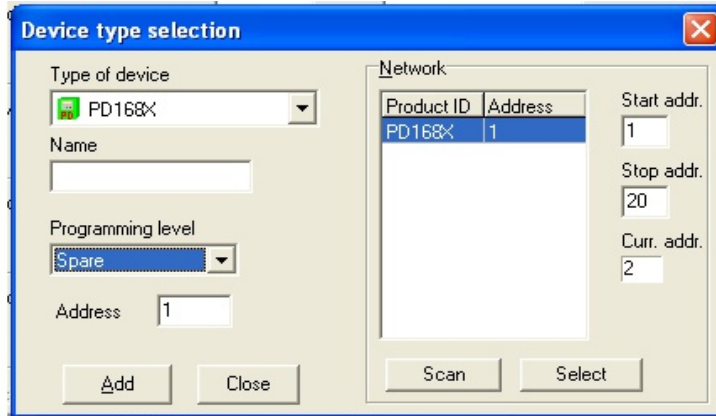 Device type selection
Type of device
PD168X
Name
Programming level
Spare
Address 1
Add Close
Network
Product ID Address
PD168X 1
Start addr.
1
Stop addr.
20
Curr. addr.
2
Scan Select